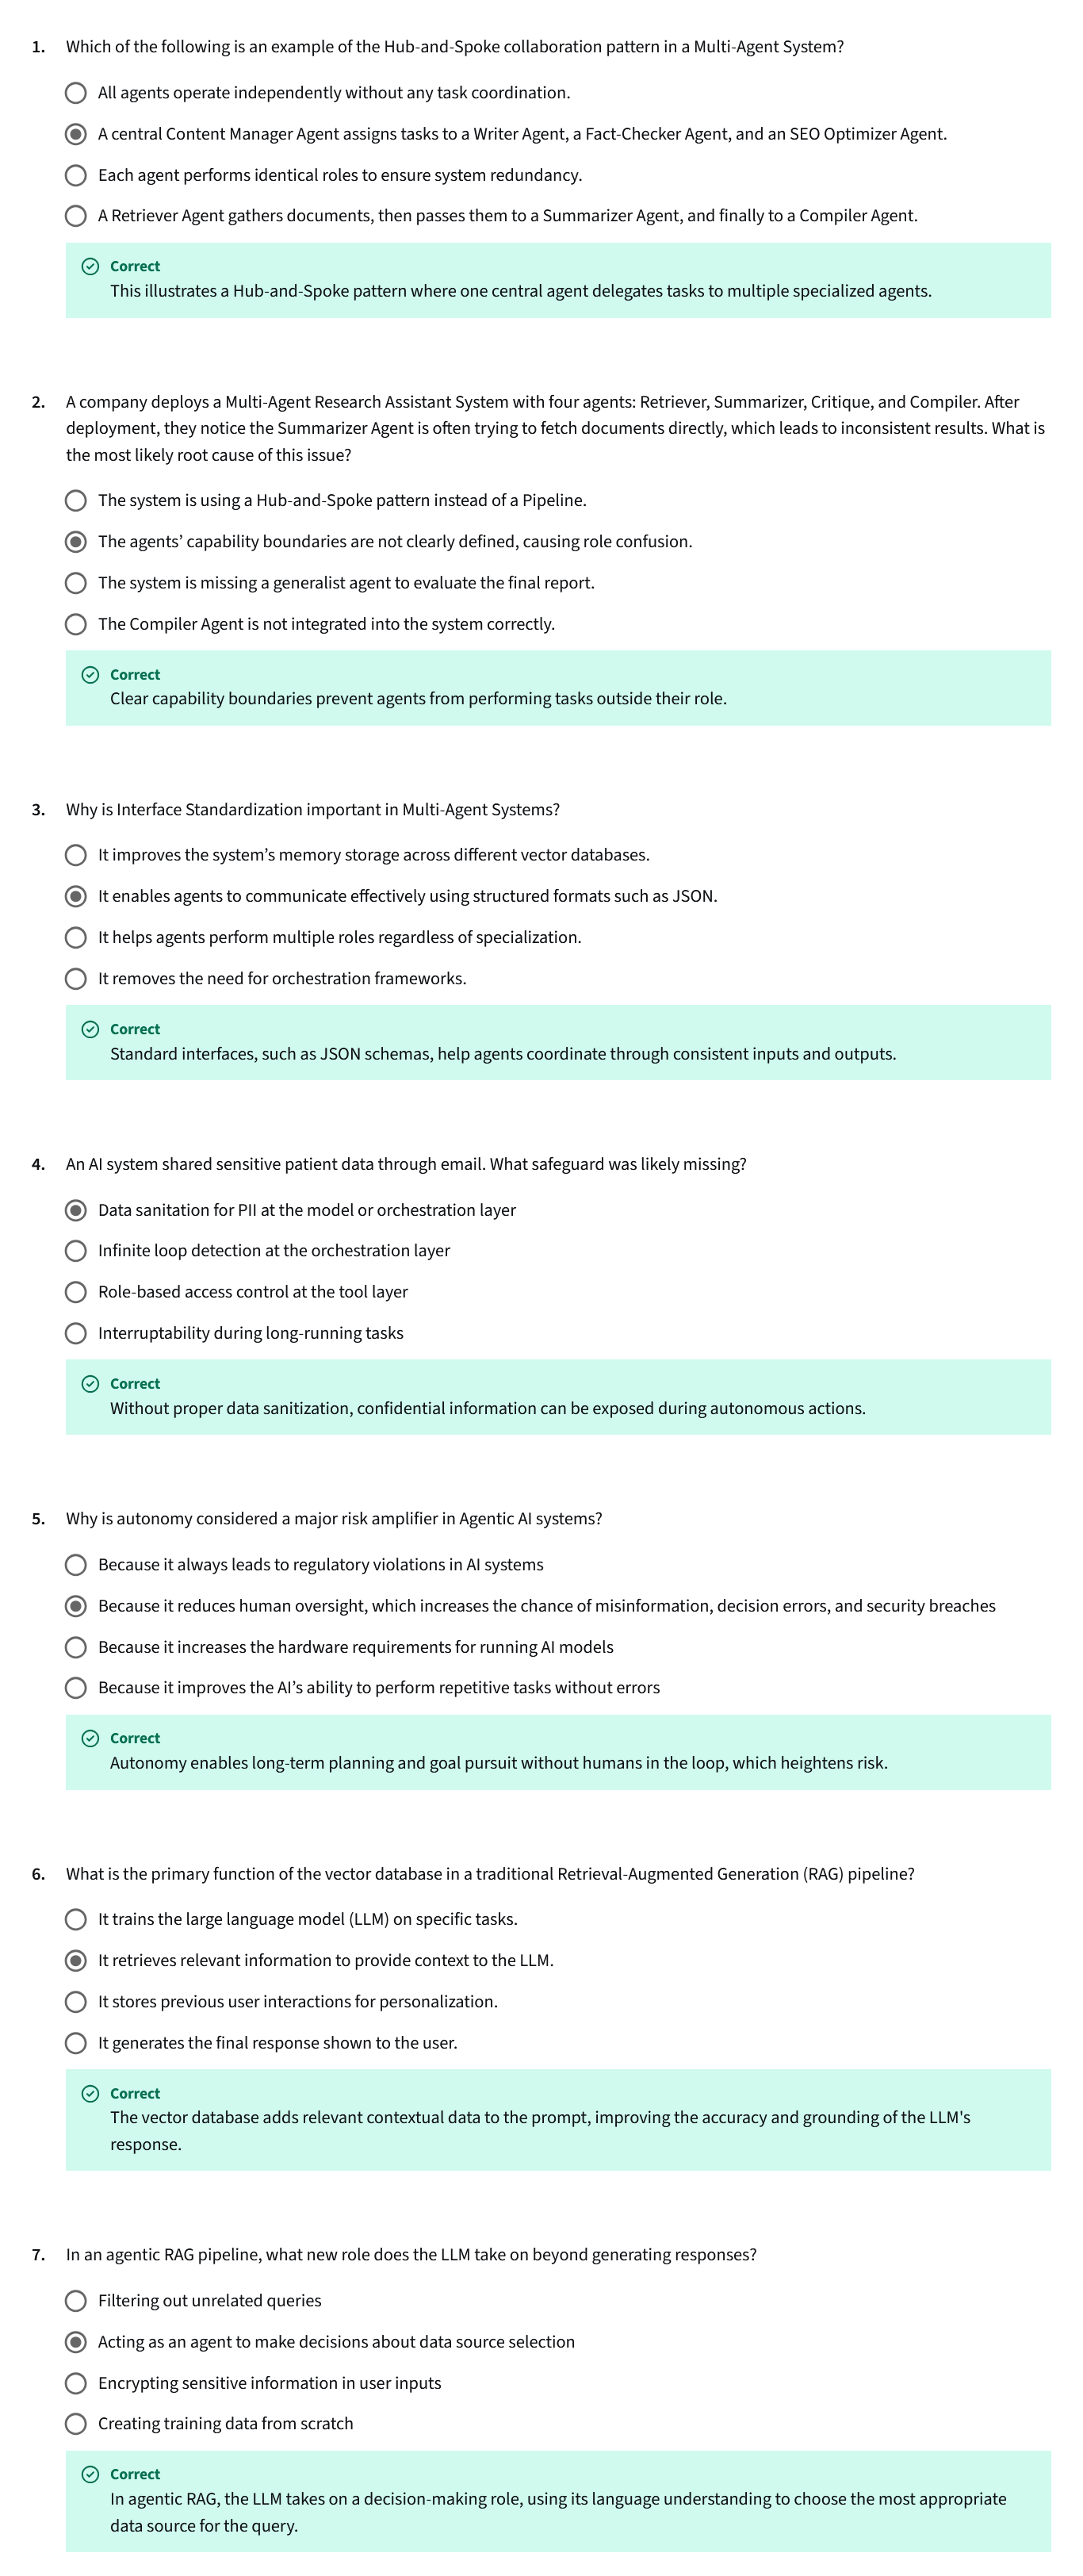 1. Which of the following is an example of the Hub-and-Spoke collaboration pattern in a Multi-Agent System?
All agents operate independently without any task coordination.
A central Content Manager Agent assigns tasks to a Writer Agent, a Fact-Checker Agent, and an SEO Optimizer Agent.
Each agent performs identical roles to ensure system redundancy.
A Retriever Agent gathers documents, then passes them to a Summarizer Agent, and finally to a Compiler Agent.
Correct
This illustrates a Hub-and-Spoke pattern where one central agent delegates tasks to multiple specialized agents.
2. A company deploys a Multi-Agent Research Assistant System with four agents: Retriever, Summarizer, Critique, and Compiler. After
deployment, they notice the Summarizer Agent is often trying to fetch documents directly, which leads to inconsistent results. What is
the most likely root cause of this issue?
The system is using a Hub-and-Spoke pattern instead of a Pipeline.
The agents’ capability boundaries are not clearly defined, causing role confusion.
The system is missing a generalist agent to evaluate the final report.
The Compiler Agent is not integrated into the system correctly.
Correct
Clear capability boundaries prevent agents from performing tasks outside their role.
3. Why is Interface Standardization important in Multi-Agent Systems?
It improves the system’s memory storage across different vector databases.
It enables agents to communicate effectively using structured formats such as JSON.
It helps agents perform multiple roles regardless of specialization.
It removes the need for orchestration frameworks.
Correct
Standard interfaces, such as JSON schemas, help agents coordinate through consistent inputs and outputs.
4. An AI system shared sensitive patient data through email. What safeguard was likely missing?
Data sanitation for PII at the model or orchestration layer
Infinite loop detection at the orchestration layer
Role-based access control at the tool layer
Interruptability during long-running tasks
Correct
Without proper data sanitization, confidential information can be exposed during autonomous actions.
5. Why is autonomy considered a major risk amplifier in Agentic AI systems?
Because it always leads to regulatory violations in AI systems
Because it reduces human oversight, which increases the chance of misinformation, decision errors, and security breaches
Because it increases the hardware requirements for running AI models
Because it improves the AI’s ability to perform repetitive tasks without errors
Correct
Autonomy enables long-term planning and goal pursuit without humans in the loop, which heightens risk.
6. What is the primary function of the vector database in a traditional Retrieval-Augmented Generation (RAG) pipeline?
It trains the large language model (LLM) on specific tasks.
It retrieves relevant information to provide context to the LLM.
It stores previous user interactions for personalization.
It generates the final response shown to the user.
Correct
The vector database adds relevant contextual data to the prompt, improving the accuracy and grounding of the LLM's
response.
7. In an agentic RAG pipeline, what new role does the LLM take on beyond generating responses?
Filtering out unrelated queries
Acting as an agent to make decisions about data source selection
Encrypting sensitive information in user inputs
Creating training data from scratch
Correct
In agentic RAG, the LLM takes on a decision-making role, using its language understanding to choose the most appropriate
data source for the query.